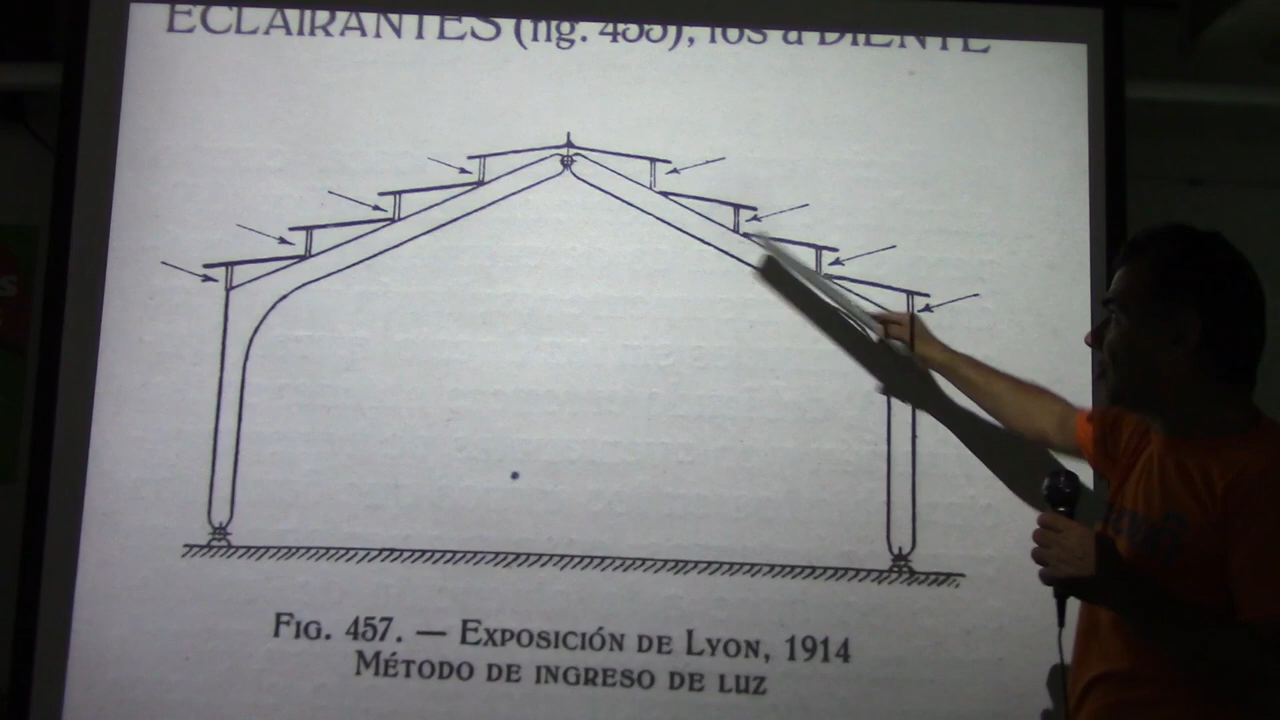 ECLAIRANTES (fig. 455), los a DIENTE
FIG. 457. — EXPOSICIÓN DE LYON, 1914
MÉTODO DE INGRESO DE LUZ